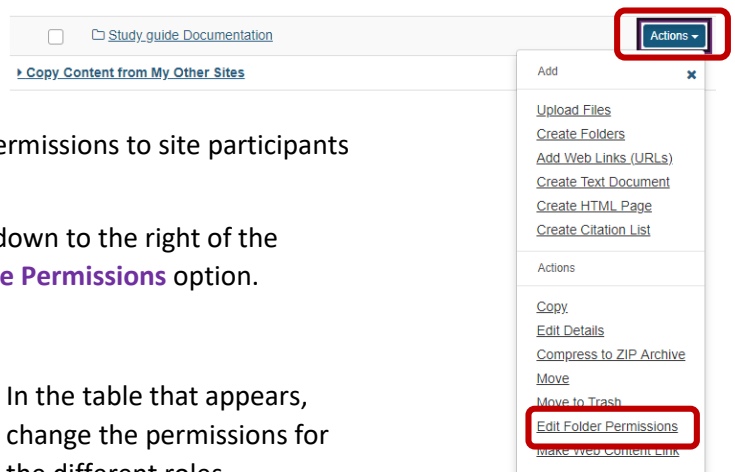 Study guide Documentation
Actions
Copy Content from My Other Sites
Add
Upload Files
Create Folders
Add Web Links (URLs)
Create Text Document
Create HTML Page
Create Citation List
Actions
Copy
Edit Details
Compress to ZIP Archive
Move
Move to Trash
Edit Folder Permissions
Make Web Content Link
ermissions to site participants
down to the right of the
e Permissions option.
In the table that appears,
change the permissions for
the different roles